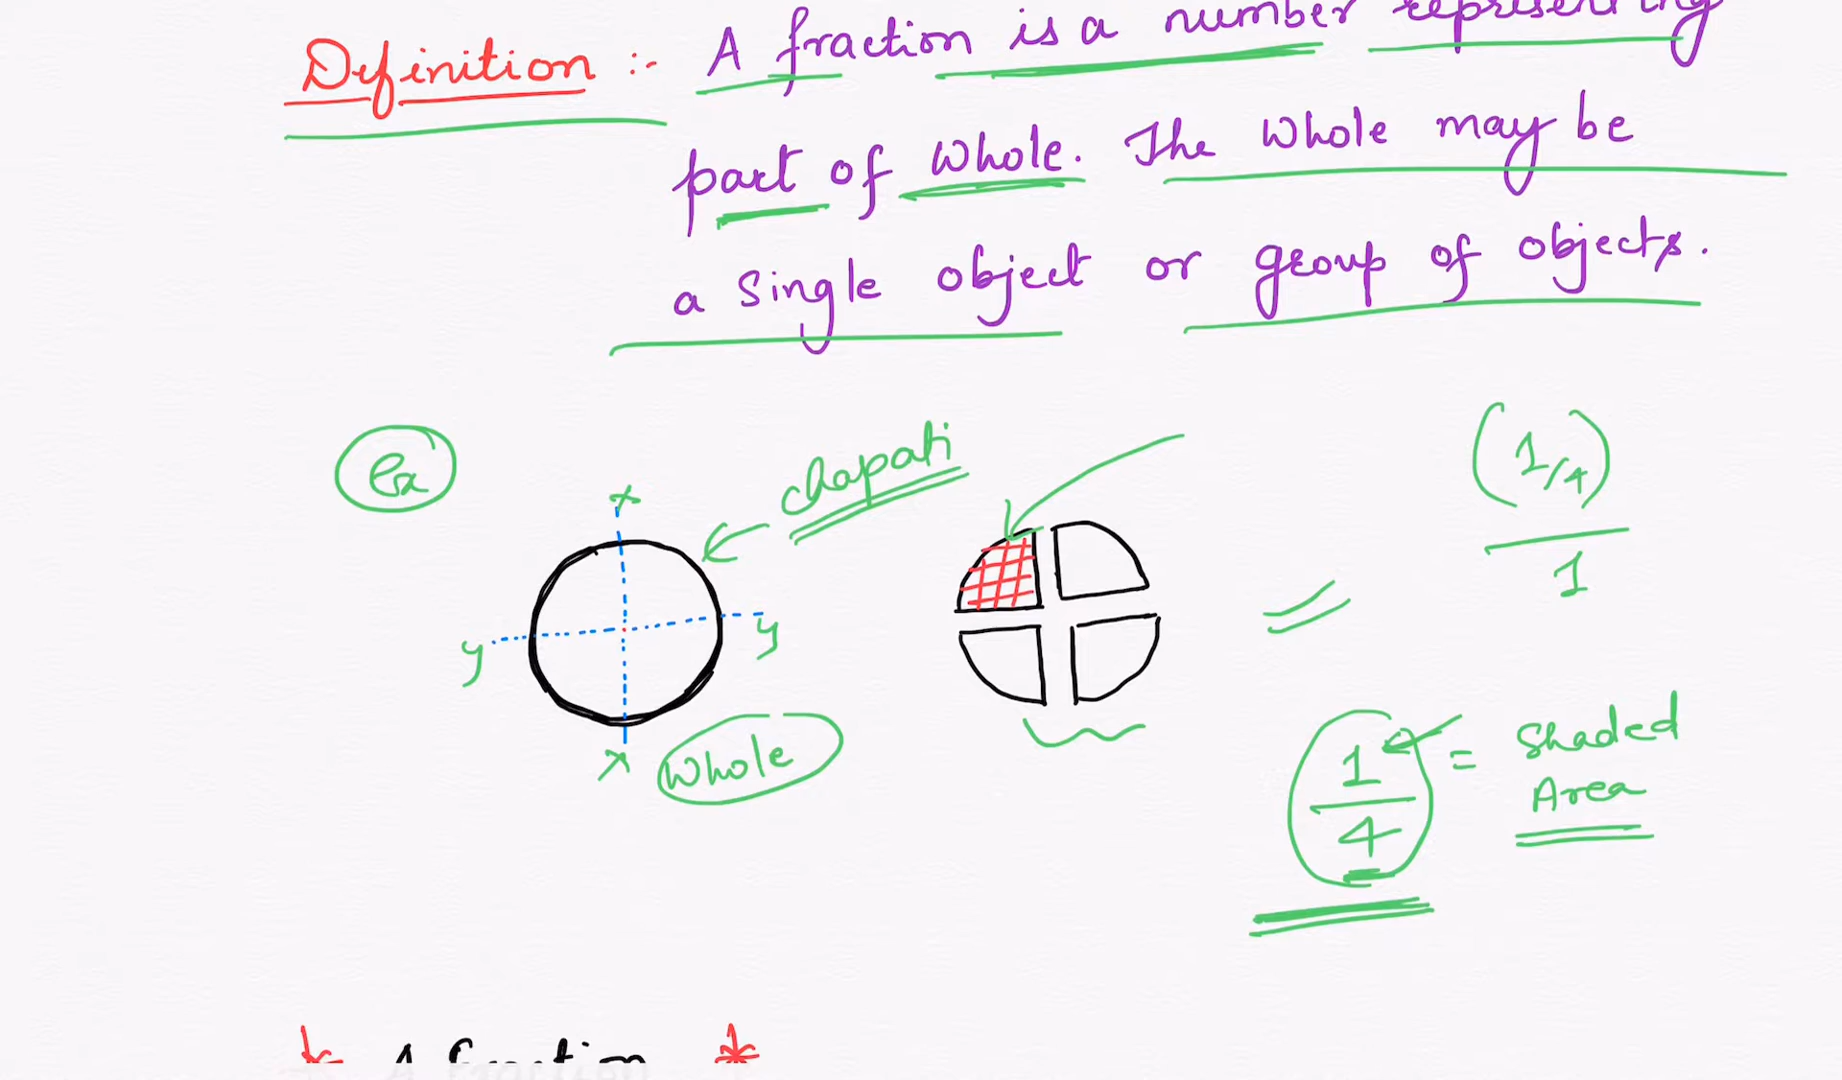 Definition :- A fraction is a number representing
part of whole. The whole may be
a single object or group of objects.
Ex
chapati
x
y
y
x
Whole
(1/4)
1
=
1
4
= Shaded
Area
* A fraction *